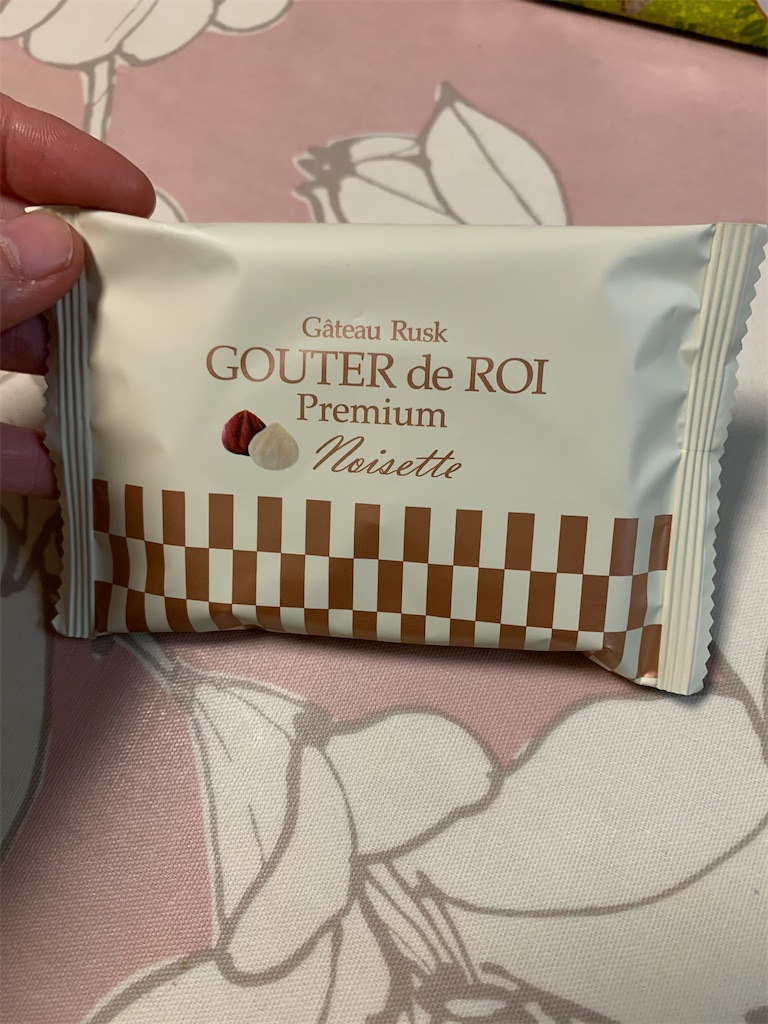 Gâteau Rusk
GOUTER de ROI
Premium
Noisette